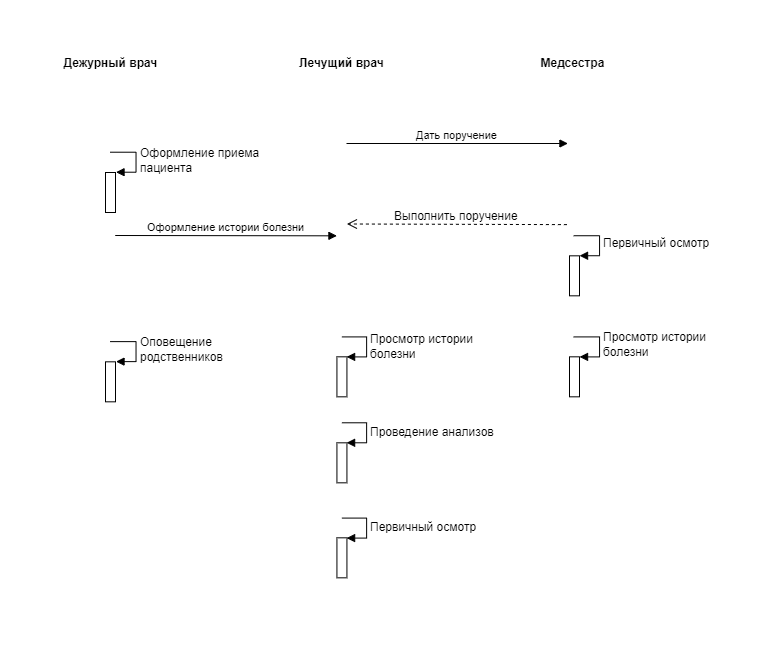 Дежурный врач
Лечущий врач
Медсестра
Дать поручение
Оформление приема
пациента
Выполнить поручение
Оформление истории болезни
Первичный осмотр
Оповещение
родственников
Просмотр истории
болезни
Просмотр истории
болезни
Проведение анализов
Первичный осмотр